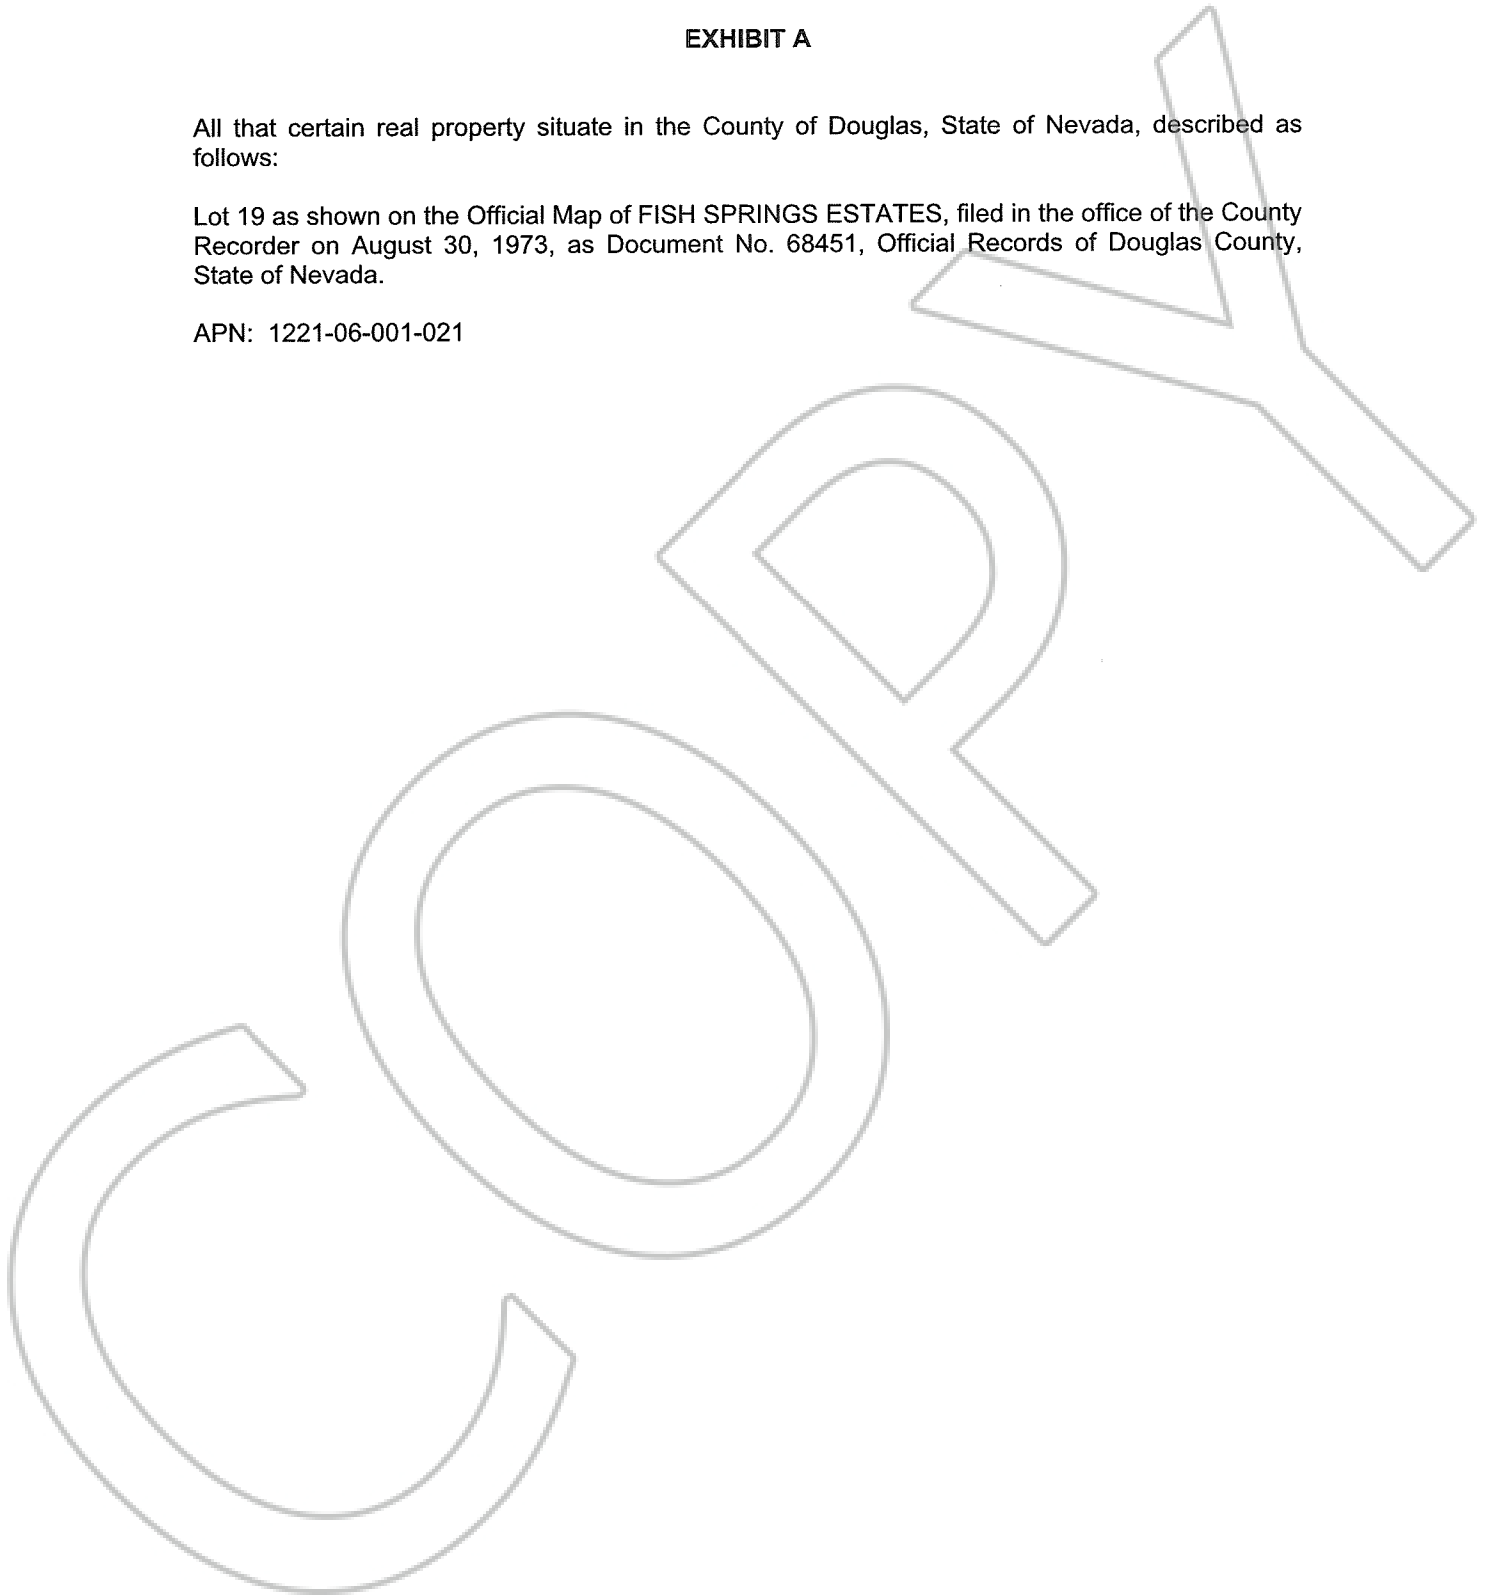 EXHIBIT A
All that certain real property situate in the County of Douglas, State of Nevada, described as
follows:
Lot 19 as shown on the Official Map of FISH SPRINGS ESTATES, filed in the office of the County
Recorder on August 30, 1973, as Document No. 68451, Official Records of Douglas County,
State of Nevada.
APN: 1221-06-001-021
COPY